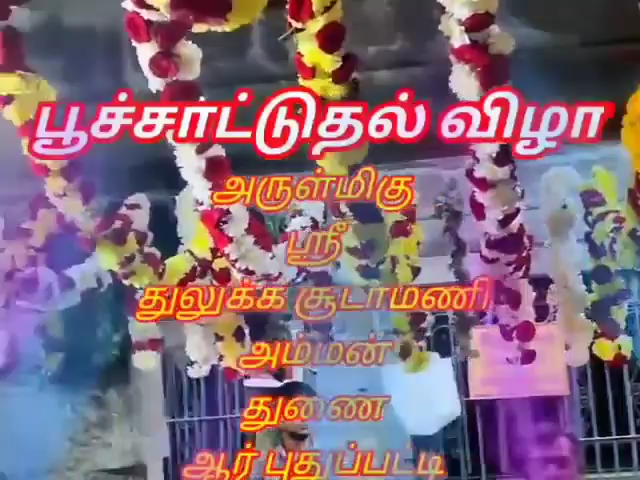 பூச்சாட்டுதல் விழா
அருள்மிகு
ஸ்ரீ
துலுக்க சூடாமணி
அம்மன்
துணை
ஆர் புதுப்பட்டி